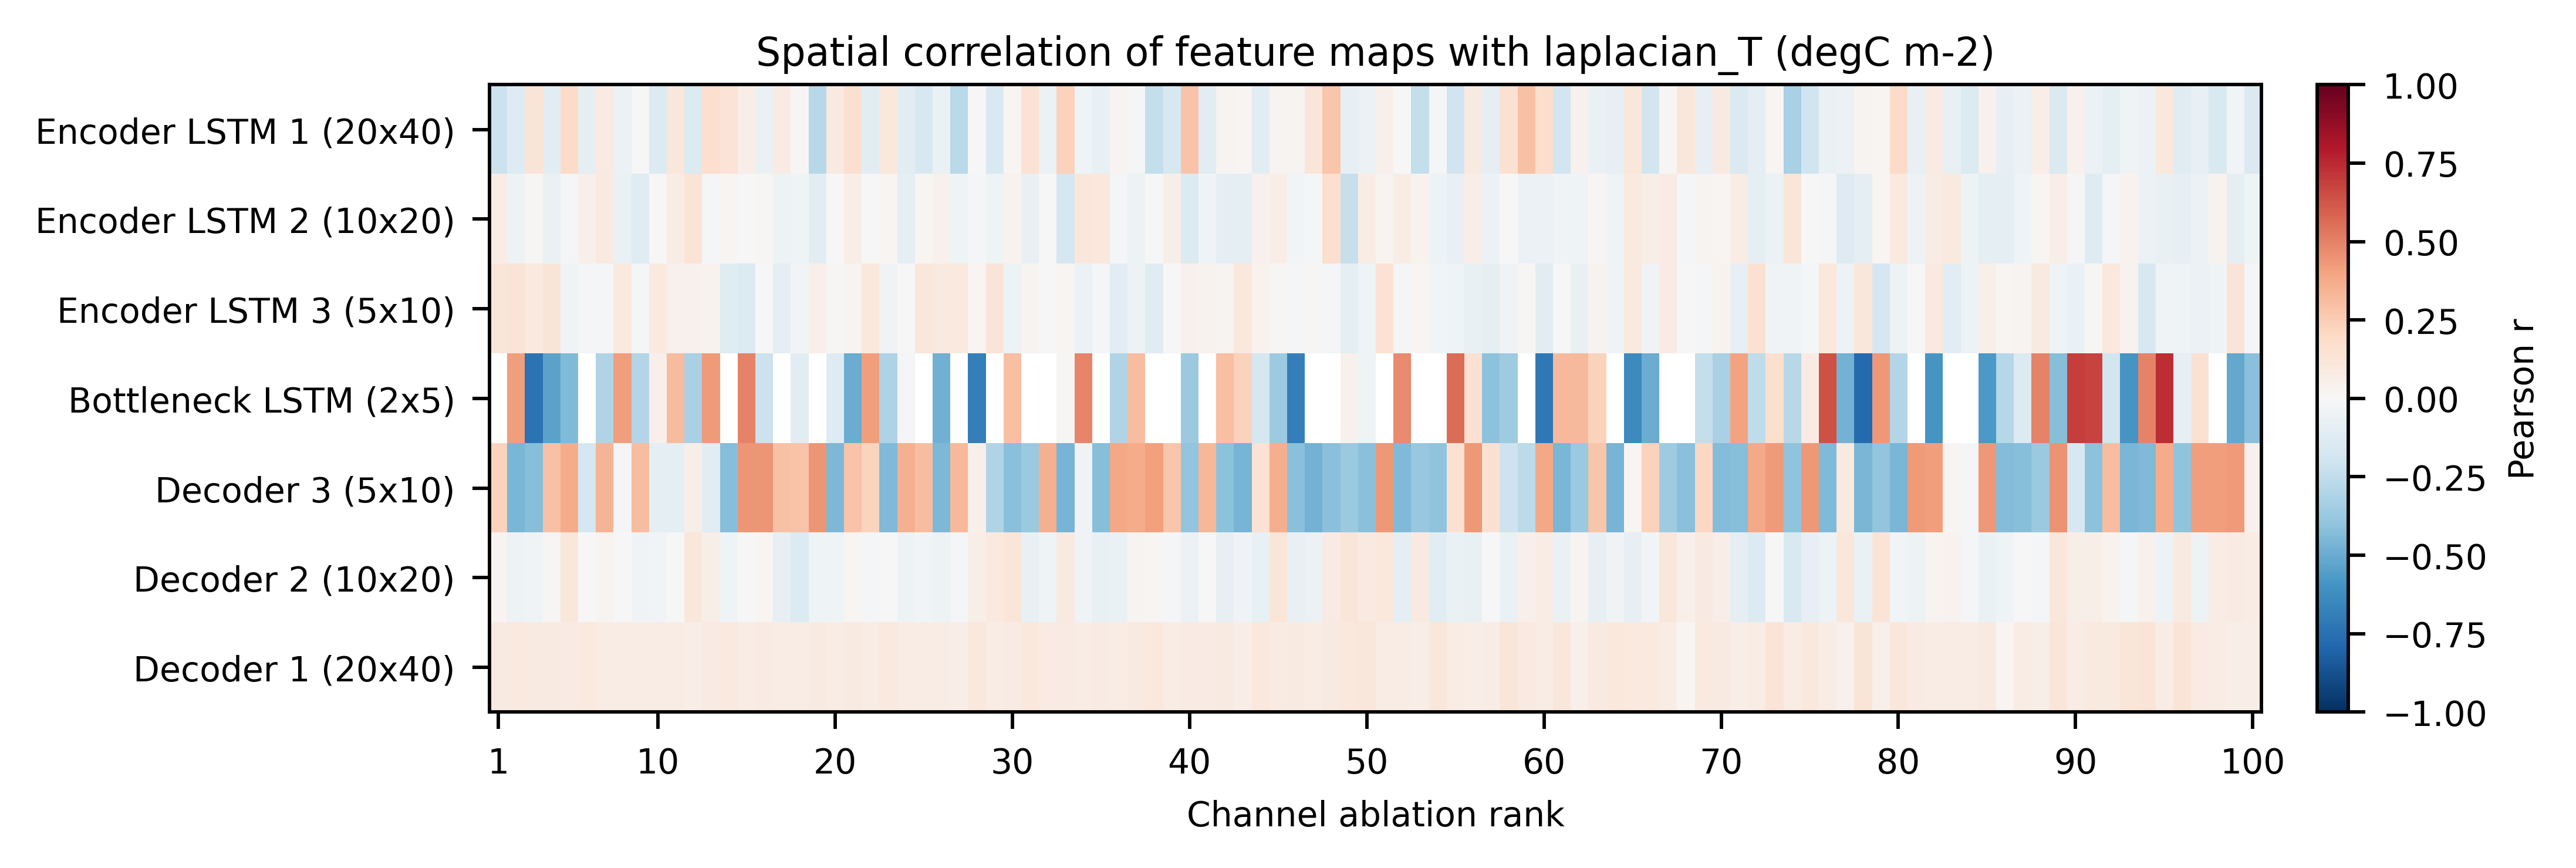 Spatial correlation of feature maps with laplacian_T (degC m-2)
Encoder LSTM 1 (20x40)
Encoder LSTM 2 (10x20)
Encoder LSTM 3 (5x10)
Bottleneck LSTM (2x5)
Decoder 3 (5x10)
Decoder 2 (10x20)
Decoder 1 (20x40)
1 10 20 30 40 50 60 70 80 90 100
Channel ablation rank
1.00
0.75
0.50
0.25
0.00
−0.25
−0.50
−0.75
−1.00
Pearson r